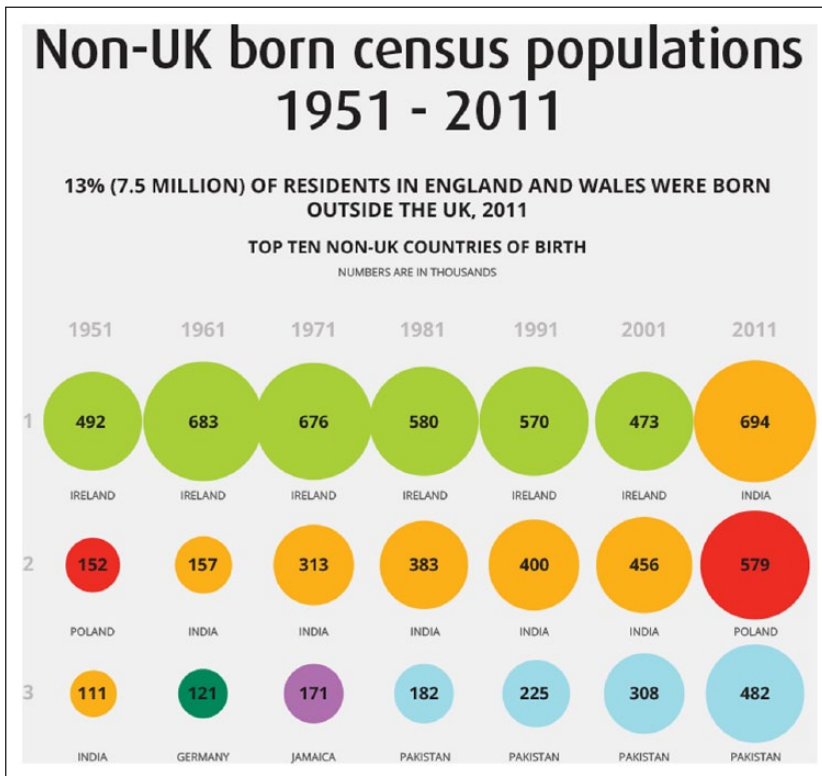 Non-UK born census populations
1951 - 2011
13% (7.5 MILLION) OF RESIDENTS IN ENGLAND AND WALES WERE BORN
OUTSIDE THE UK, 2011
TOP TEN NON-UK COUNTRIES OF BIRTH
NUMBERS ARE IN THOUSANDS
1951 1961 1971 1981 1991 2001 2011
1 492 683 676 580 570 473 694
IRELAND IRELAND IRELAND IRELAND IRELAND IRELAND INDIA
2 152 157 313 383 400 456 579
POLAND INDIA INDIA INDIA INDIA INDIA POLAND
3 111 121 171 182 225 308 482
INDIA GERMANY JAMAICA PAKISTAN PAKISTAN PAKISTAN PAKISTAN